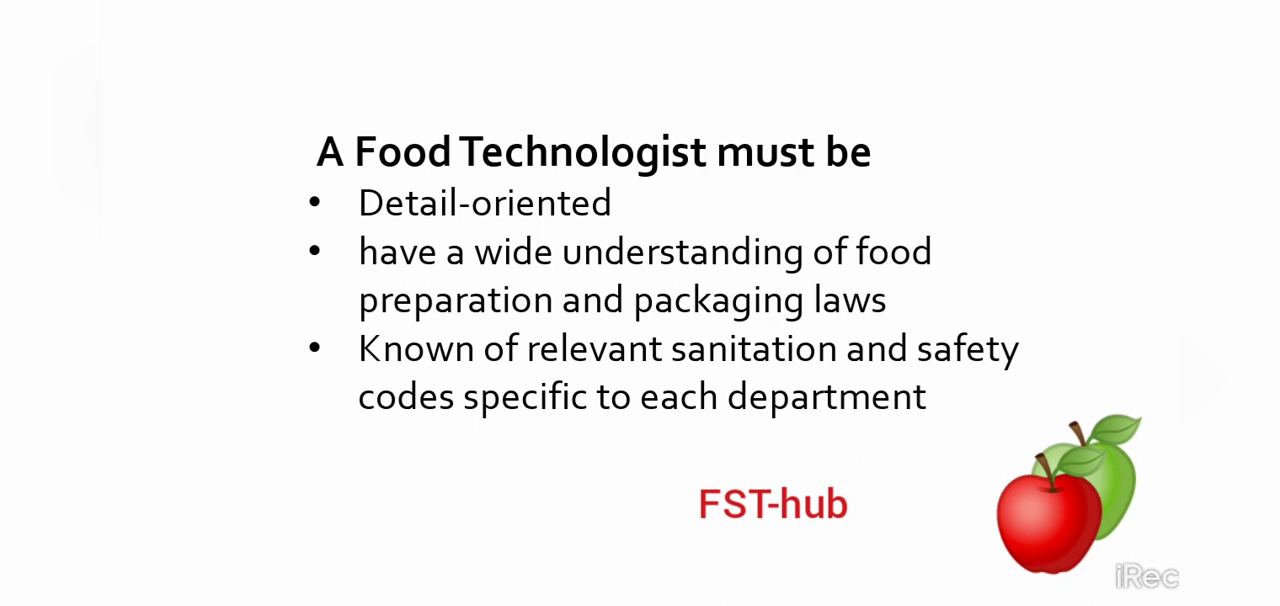 A Food Technologist must be
• Detail-oriented
• have a wide understanding of food
preparation and packaging laws
• Known of relevant sanitation and safety
codes specific to each department
FST-hub
iRec